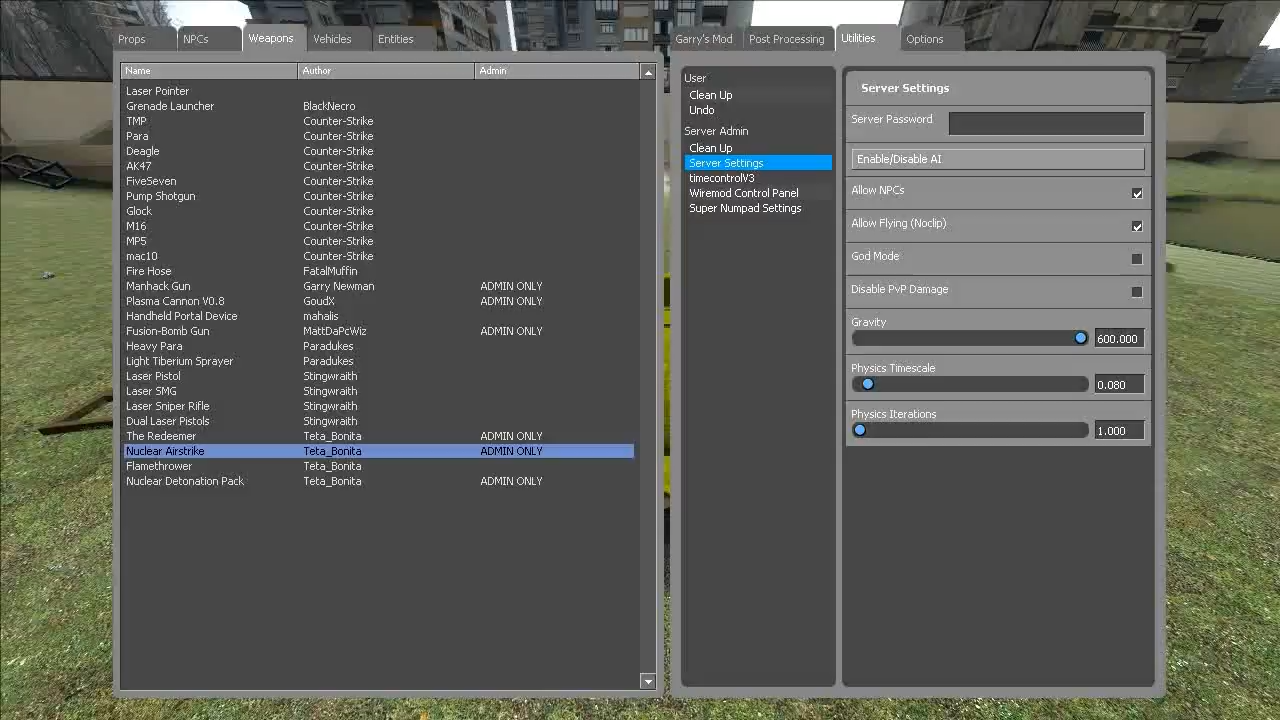 Props NPCs Weapons Vehicles Entities
Name Author Admin
Laser Pointer
Grenade Launcher BlackNecro
TMP Counter-Strike
Para Counter-Strike
Deagle Counter-Strike
AK47 Counter-Strike
FiveSeven Counter-Strike
Pump Shotgun Counter-Strike
Glock Counter-Strike
M16 Counter-Strike
MP5 Counter-Strike
mac10 Counter-Strike
Fire Hose FatalMuffin
Manhack Gun Garry Newman ADMIN ONLY
Plasma Cannon V0.8 GoudX ADMIN ONLY
Handheld Portal Device mahalis
Fusion-Bomb Gun MattDaPcWiz ADMIN ONLY
Heavy Para Paradukes
Light Tiberium Sprayer Paradukes
Laser Pistol Stingwraith
Laser SMG Stingwraith
Laser Sniper Rifle Stingwraith
Dual Laser Pistols Stingwraith
The Redeemer Teta_Bonita ADMIN ONLY
Nuclear Airstrike Teta_Bonita ADMIN ONLY
Flamethrower Teta_Bonita
Nuclear Detonation Pack Teta_Bonita ADMIN ONLY
Garry's Mod Post Processing Utilities Options
User
Clean Up
Undo
Server Admin
Clean Up
Server Settings
timecontrolV3
Wiremod Control Panel
Super Numpad Settings
Server Settings
Server Password
Enable/Disable AI
Allow NPCs
Allow Flying (Noclip)
God Mode
Disable PvP Damage
Gravity
600.000
Physics Timescale
0.080
Physics Iterations
1.000